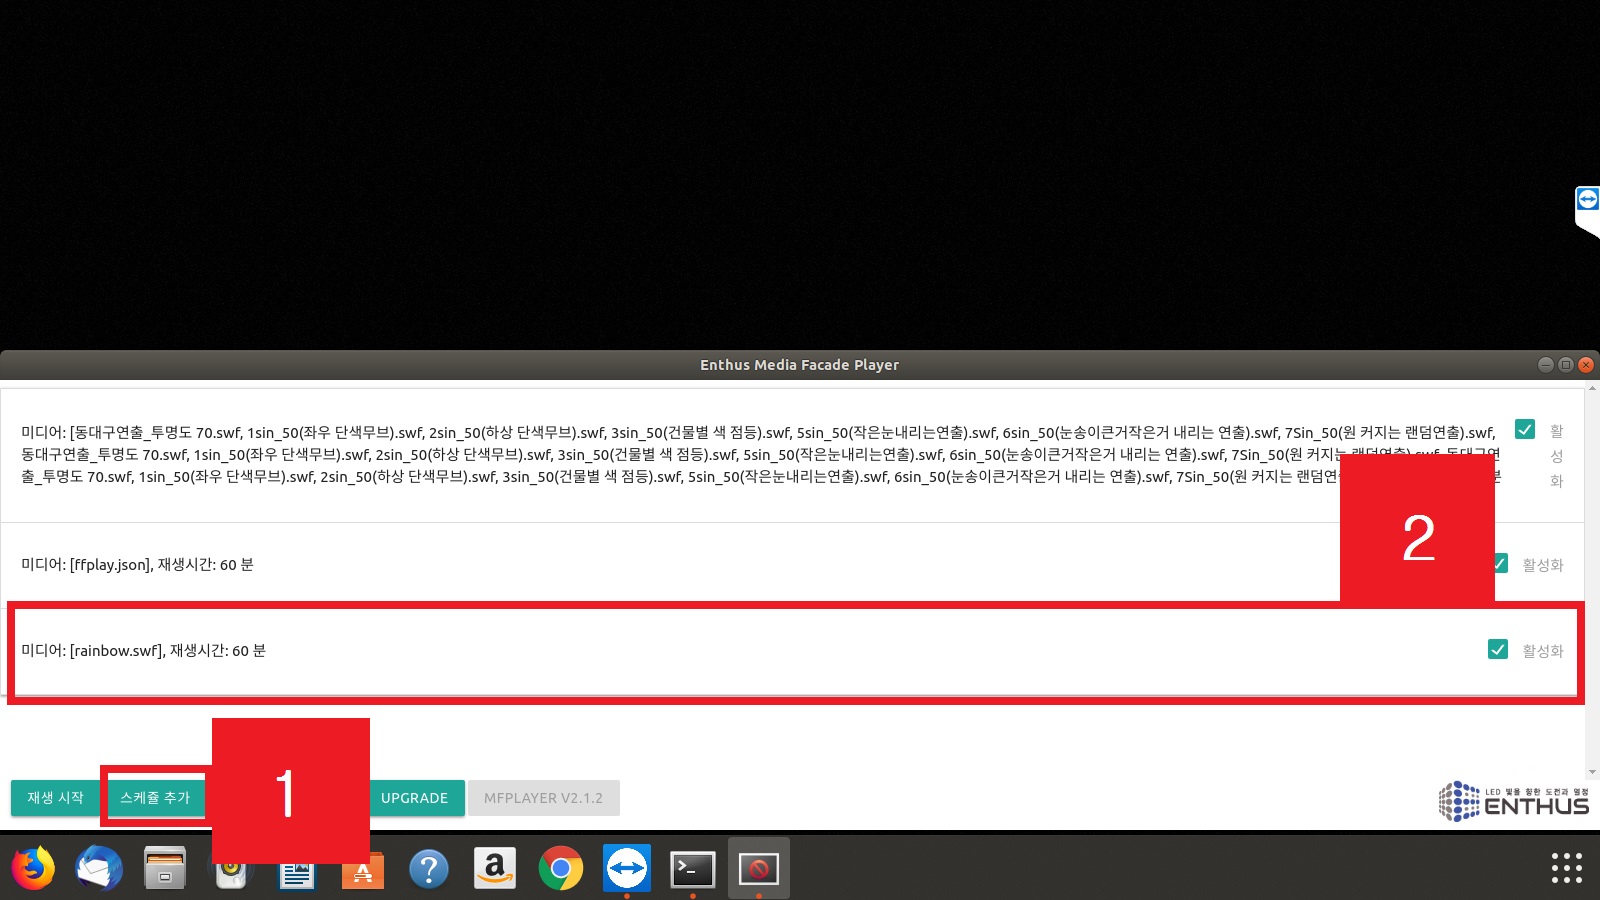 Enthus Media Facade Player
미디어: [동대구연출_투명도 70.swf, 1sin_50(좌우 단색무브).swf, 2sin_50(하상 단색무브).swf, 3sin_50(건물별 색 점등).swf, 5sin_50(작은눈내리는연출).swf, 6sin_50(눈송이큰거작은거 내리는 연출).swf, 7Sin_50(원 커지는 랜덤연출).swf,
동대구연출_투명도 70.swf, 1sin_50(좌우 단색무브).swf, 2sin_50(하상 단색무브).swf, 3sin_50(건물별 색 점등).swf, 5sin_50(작은눈내리는연출).swf, 6sin_50(눈송이큰거작은거 내리는 연출).swf, 7Sin_50(원 커지는 랜덤연출).swf, 동대구연
출_투명도 70.swf, 1sin_50(좌우 단색무브).swf, 2sin_50(하상 단색무브).swf, 3sin_50(건물별 색 점등).swf, 5sin_50(작은눈내리는연출).swf, 6sin_50(눈송이큰거작은거 내리는 연출).swf, 7Sin_50(원 커지는
활
성
화
2
미디어: [ffplay.json], 재생시간: 60 분
활성화
미디어: [rainbow.swf], 재생시간: 60 분
활성화
재생 시작
스케쥴 추가
1
UPGRADE
MFPLAYER V2.1.2
LED 빛을 향한 도전과 열정
ENTHUS